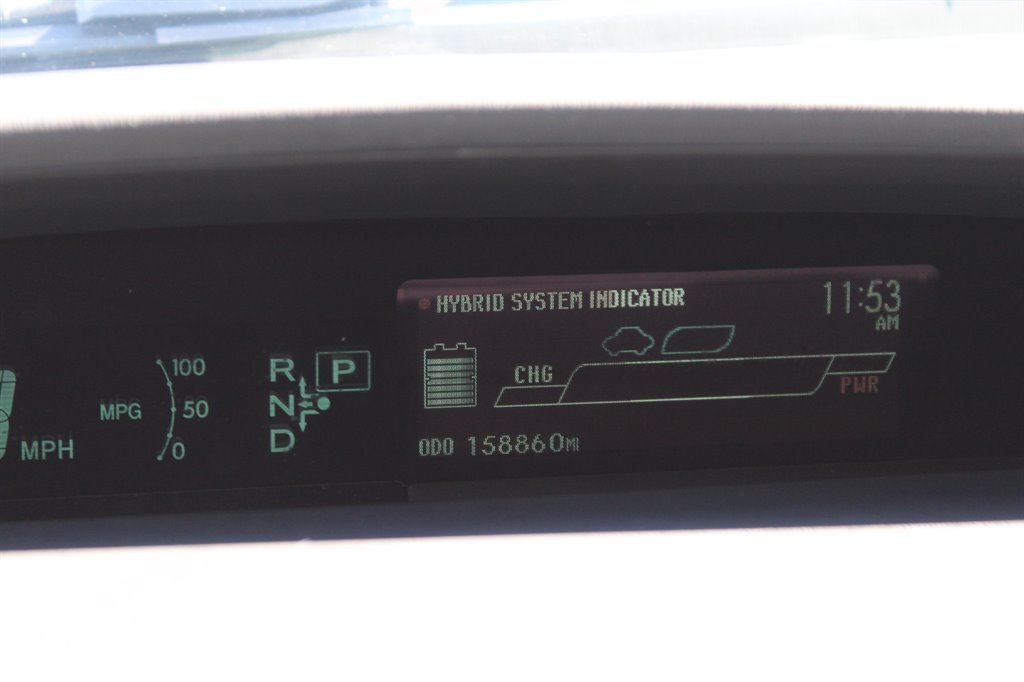 HYBRID SYSTEM INDICATOR
11:53
AM
CHG
PWR
ODO 158860MI
MPH
MPG
100
50
0
R
P
N
D